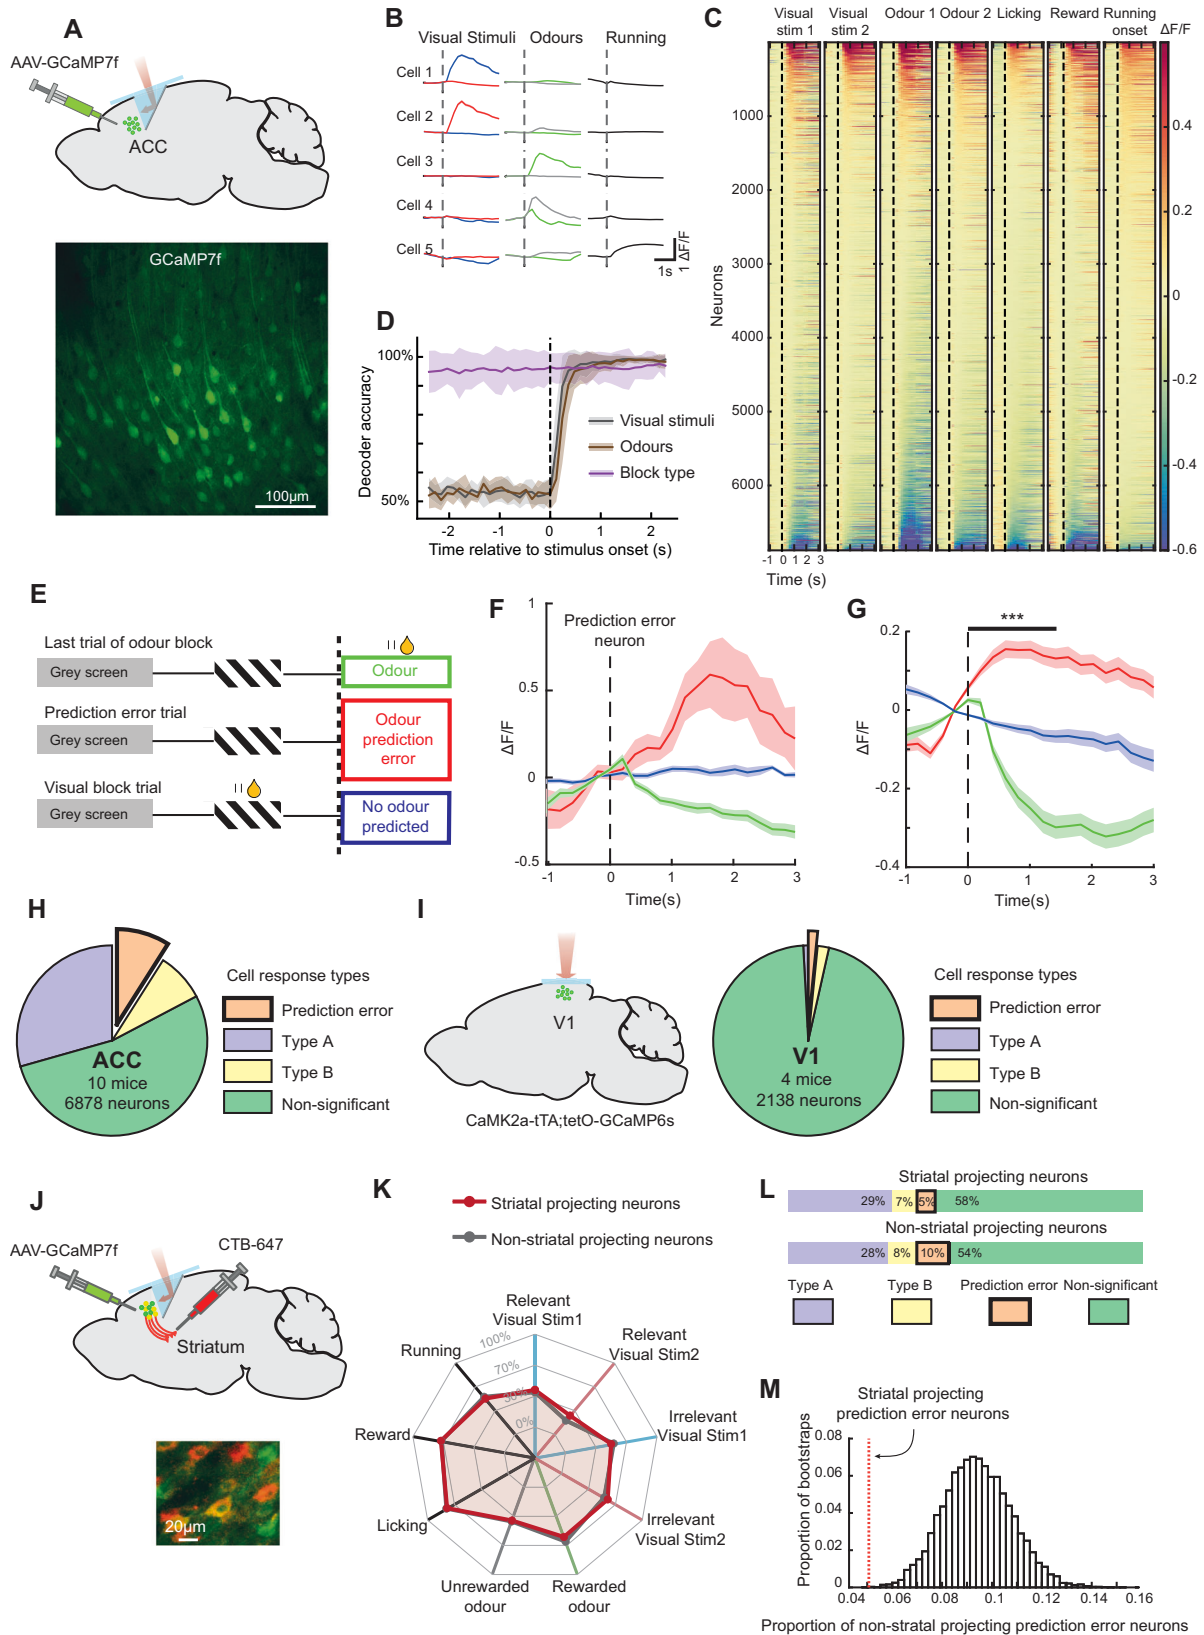 A
AAV-GCaMP7f
ACC
GCaMP7f
100µm
B
Visual Stimuli
Odours
Running
Cell 1
Cell 2
Cell 3
Cell 4
Cell 5
1s
1 ΔF/F
C
Visual
stim 1
Visual
stim 2
Odour 1
Odour 2
Licking
Reward
Running
onset
ΔF/F
Neurons
1000
2000
3000
4000
5000
6000
0.4
0.2
0
-0.2
-0.4
-0.6
-1 0 1 2 3
Time (s)
D
Decoder accuracy
100%
50%
Visual stimuli
Odours
Block type
-2 -1 0 1 2
Time relative to stimulus onset (s)
E
Last trial of odour block
Grey screen
Odour
Prediction error trial
Grey screen
Odour
prediction
error
Visual block trial
Grey screen
No odour
predicted
F
Prediction error
neuron
ΔF/F
1
0.5
0
-0.5
-1 0 1 2 3
Time(s)
G
***
ΔF/F
0.2
0
-0.2
-0.4
-1 0 1 2 3
Time(s)
H
ACC
10 mice
6878 neurons
Cell response types
Prediction error
Type A
Type B
Non-significant
I
V1
CaMK2a-tTA;tetO-GCaMP6s
V1
4 mice
2138 neurons
Cell response types
Prediction error
Type A
Type B
Non-significant
J
AAV-GCaMP7f
CTB-647
Striatum
20µm
K
Striatal projecting neurons
Non-striatal projecting neurons
Relevant
Visual Stim1
Relevant
Visual Stim2
Irrelevant
Visual Stim1
Irrelevant
Visual Stim2
Rewarded
odour
Unrewarded
odour
Licking
Reward
Running
100%
70%
30%
0%
L
Striatal projecting neurons
29% 7% 5% 58%
Non-striatal projecting neurons
28% 8% 10% 54%
Type A
Type B
Prediction error
Non-significant
M
Striatal projecting
prediction error neurons
Proportion of bootstraps
0.08
0.06
0.04
0.02
0
0.04 0.06 0.08 0.1 0.12 0.14 0.16
Proportion of non-stratal projecting prediction error neurons